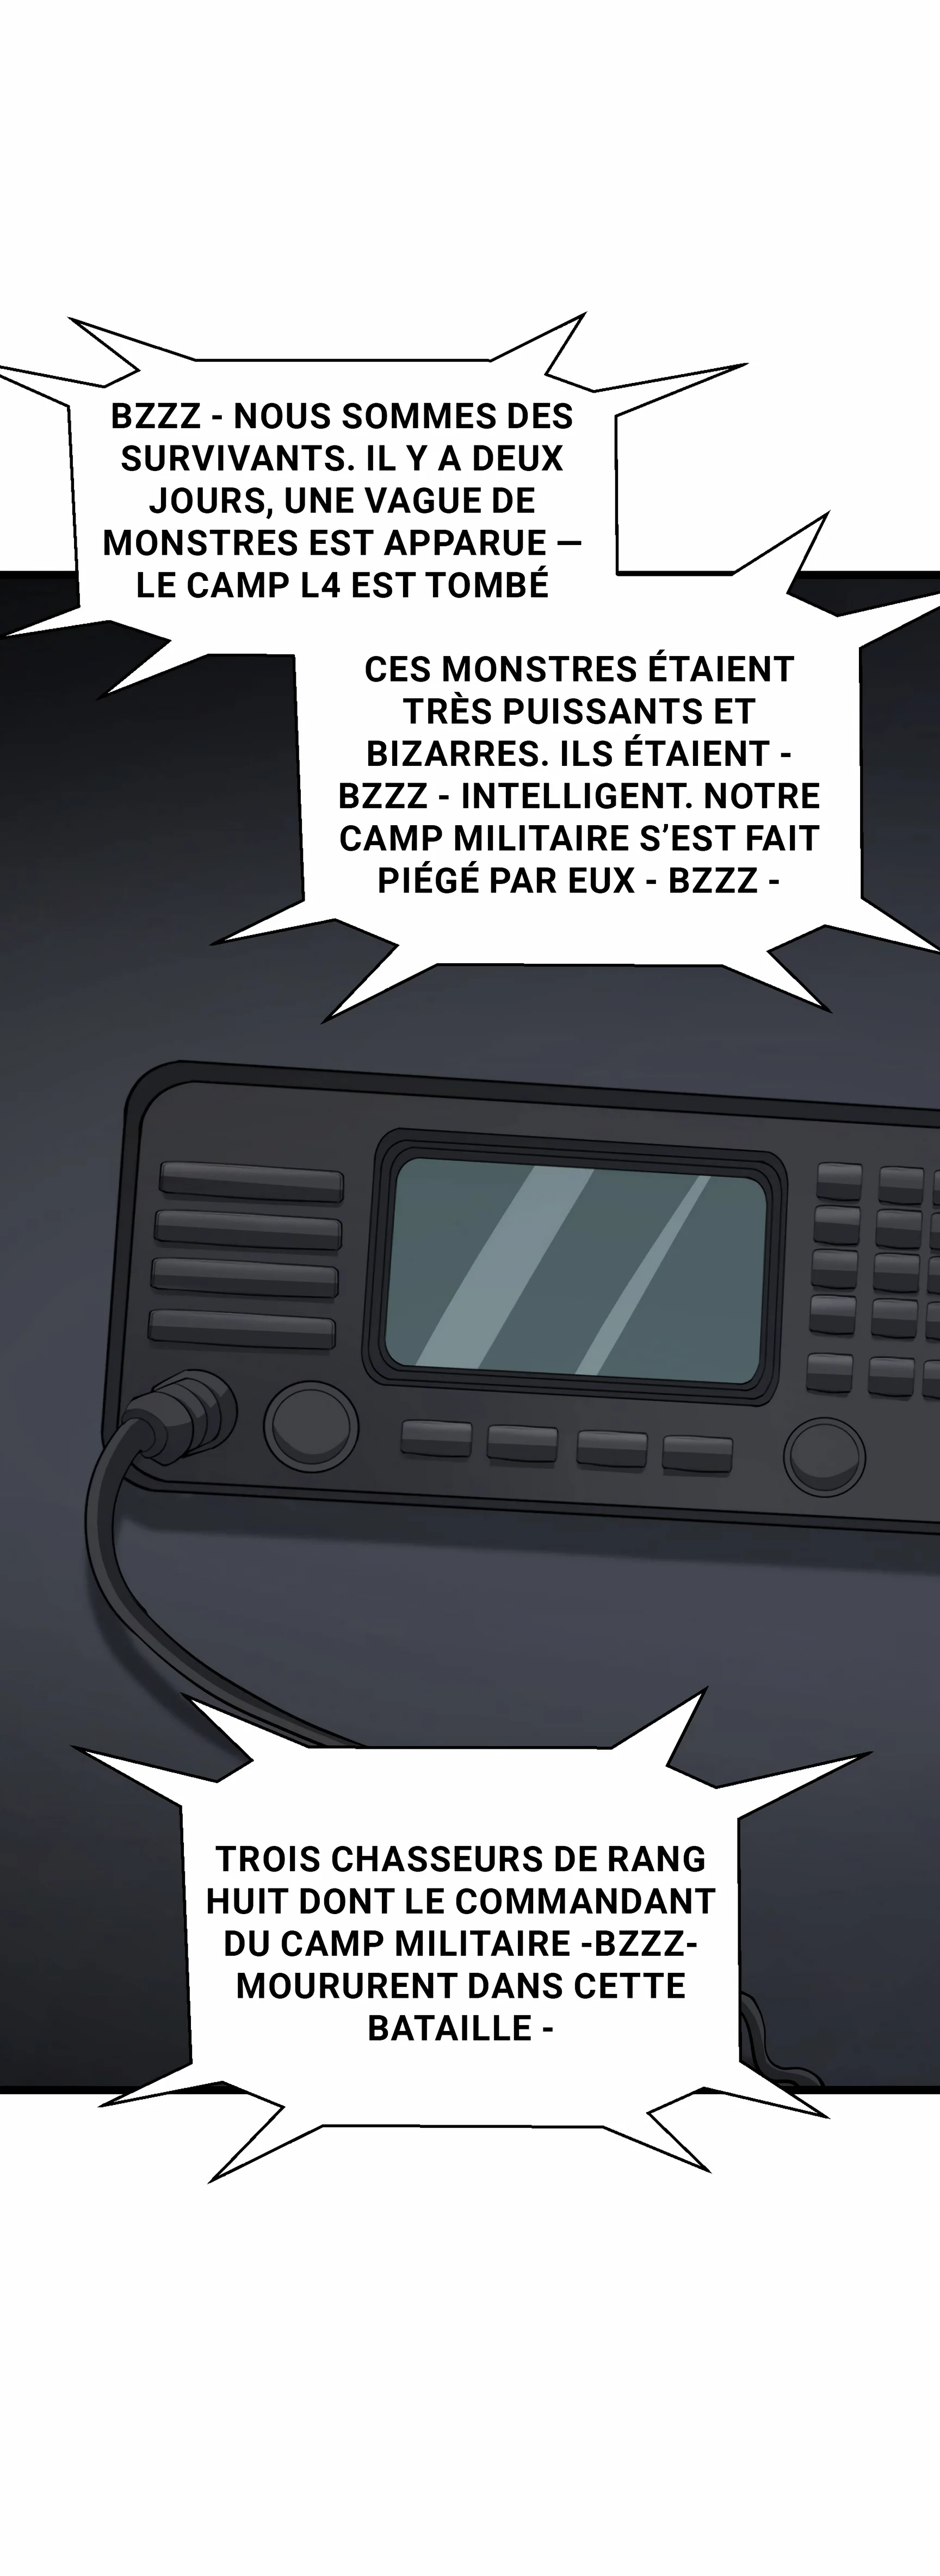 BZZZ - NOUS SOMMES DES
SURVIVANTS. IL Y A DEUX
JOURS, UNE VAGUE DE
MONSTRES EST APPARUE —
LE CAMP L4 EST TOMBÉ
CES MONSTRES ÉTAIENT
TRÈS PUISSANTS ET
BIZARRES. ILS ÉTAIENT -
BZZZ - INTELLIGENT. NOTRE
CAMP MILITAIRE S’EST FAIT
PIÉGÉ PAR EUX - BZZZ -
TROIS CHASSEURS DE RANG
HUIT DONT LE COMMANDANT
DU CAMP MILITAIRE -BZZZ-
MOURURENT DANS CETTE
BATAILLE -